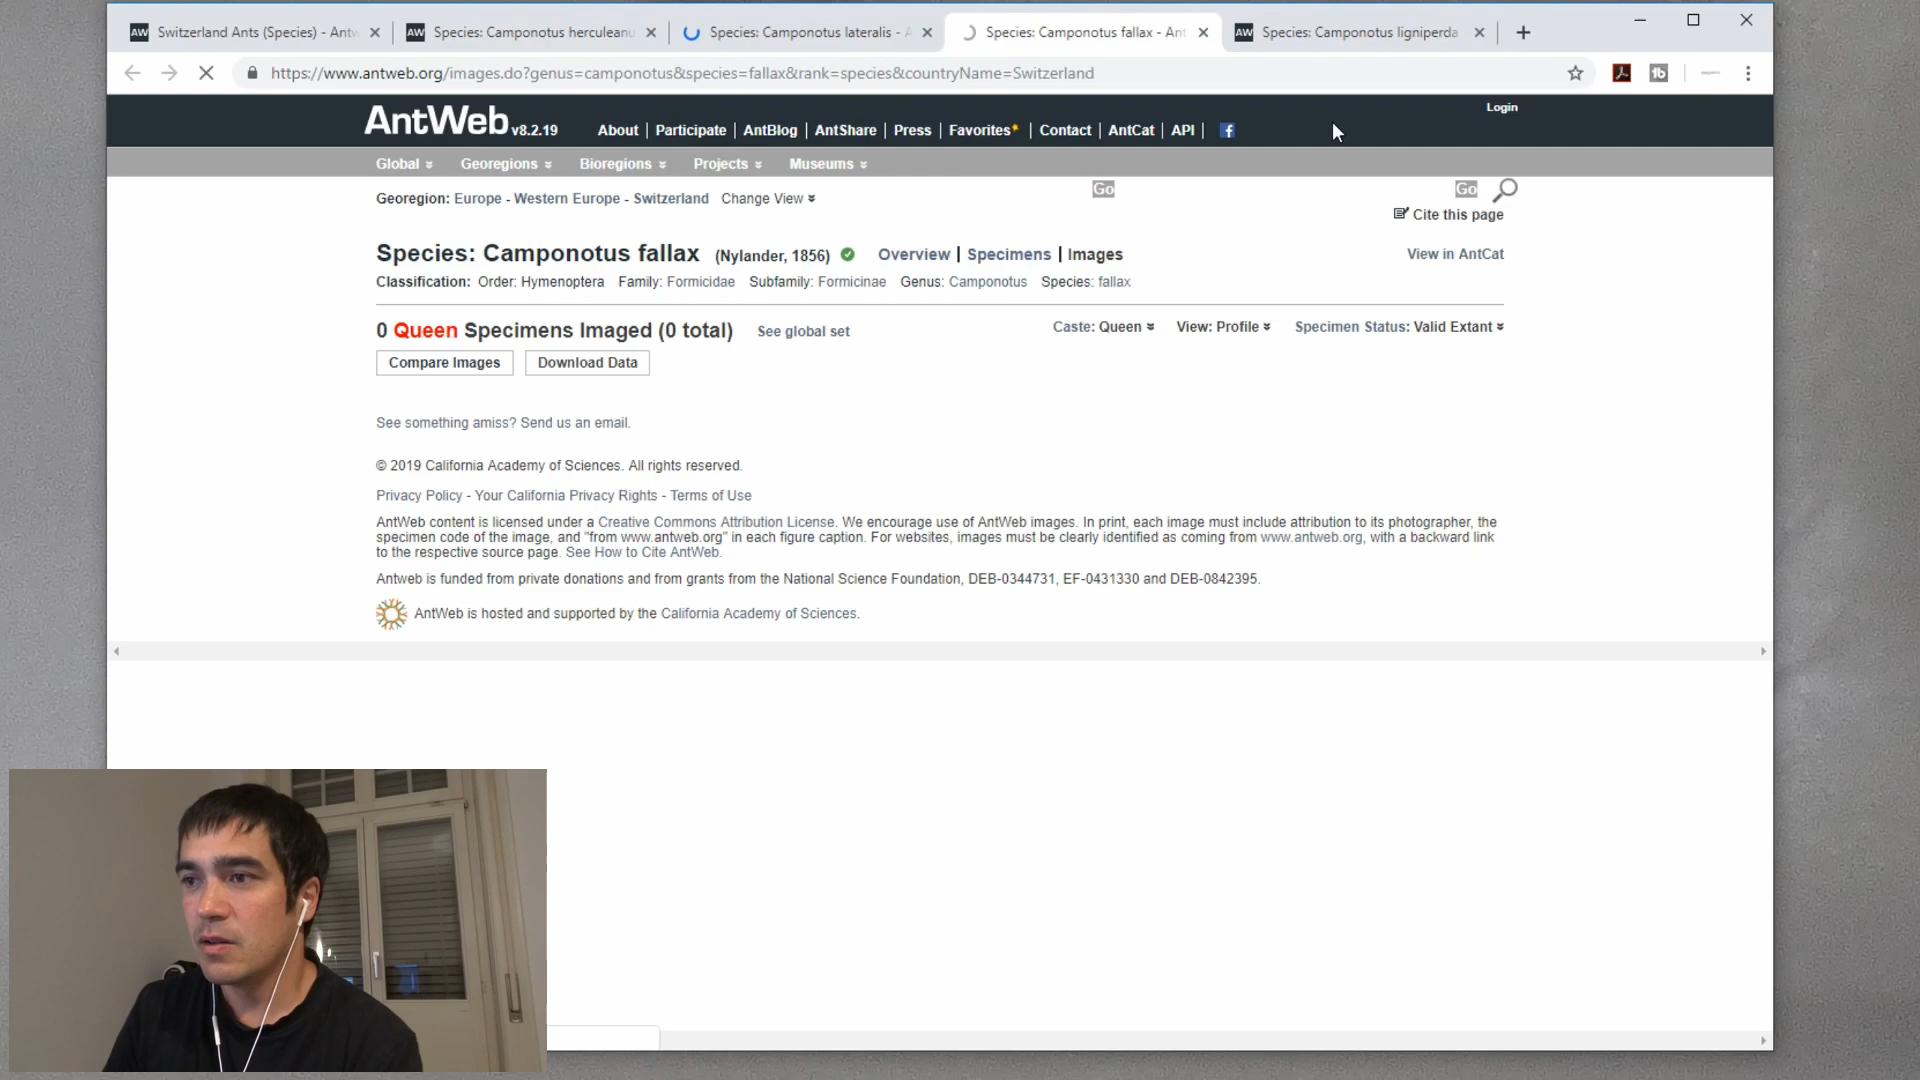 Switzerland Ants (Species) - Antw
Species: Camponotus herculeanu
Species: Camponotus lateralis - A
Species: Camponotus fallax - Ant
Species: Camponotus ligniperda
https://www.antweb.org/images.do?genus=camponotus&species=fallax&rank=species&countryName=Switzerland
Login
AntWeb v8.2.19
About | Participate | AntBlog | AntShare | Press | Favorites* | Contact | AntCat | API |
Global Georegions Bioregions Projects Museums
Georegion: Europe - Western Europe - Switzerland Change View Go Go
Cite this page
Species: Camponotus fallax (Nylander, 1856) Overview | Specimens | Images View in AntCat
Classification: Order: Hymenoptera Family: Formicidae Subfamily: Formicinae Genus: Camponotus Species: fallax
0 Queen Specimens Imaged (0 total) See global set Caste: Queen View: Profile Specimen Status: Valid Extant
Compare Images Download Data
See something amiss? Send us an email.
© 2019 California Academy of Sciences. All rights reserved.
Privacy Policy - Your California Privacy Rights - Terms of Use
AntWeb content is licensed under a Creative Commons Attribution License. We encourage use of AntWeb images. In print, each image must include attribution to its photographer, the
specimen code of the image, and "from www.antweb.org" in each figure caption. For websites, images must be clearly identified as coming from www.antweb.org, with a backward link
to the respective source page. See How to Cite AntWeb.
Antweb is funded from private donations and from grants from the National Science Foundation, DEB-0344731, EF-0431330 and DEB-0842395.
AntWeb is hosted and supported by the California Academy of Sciences.